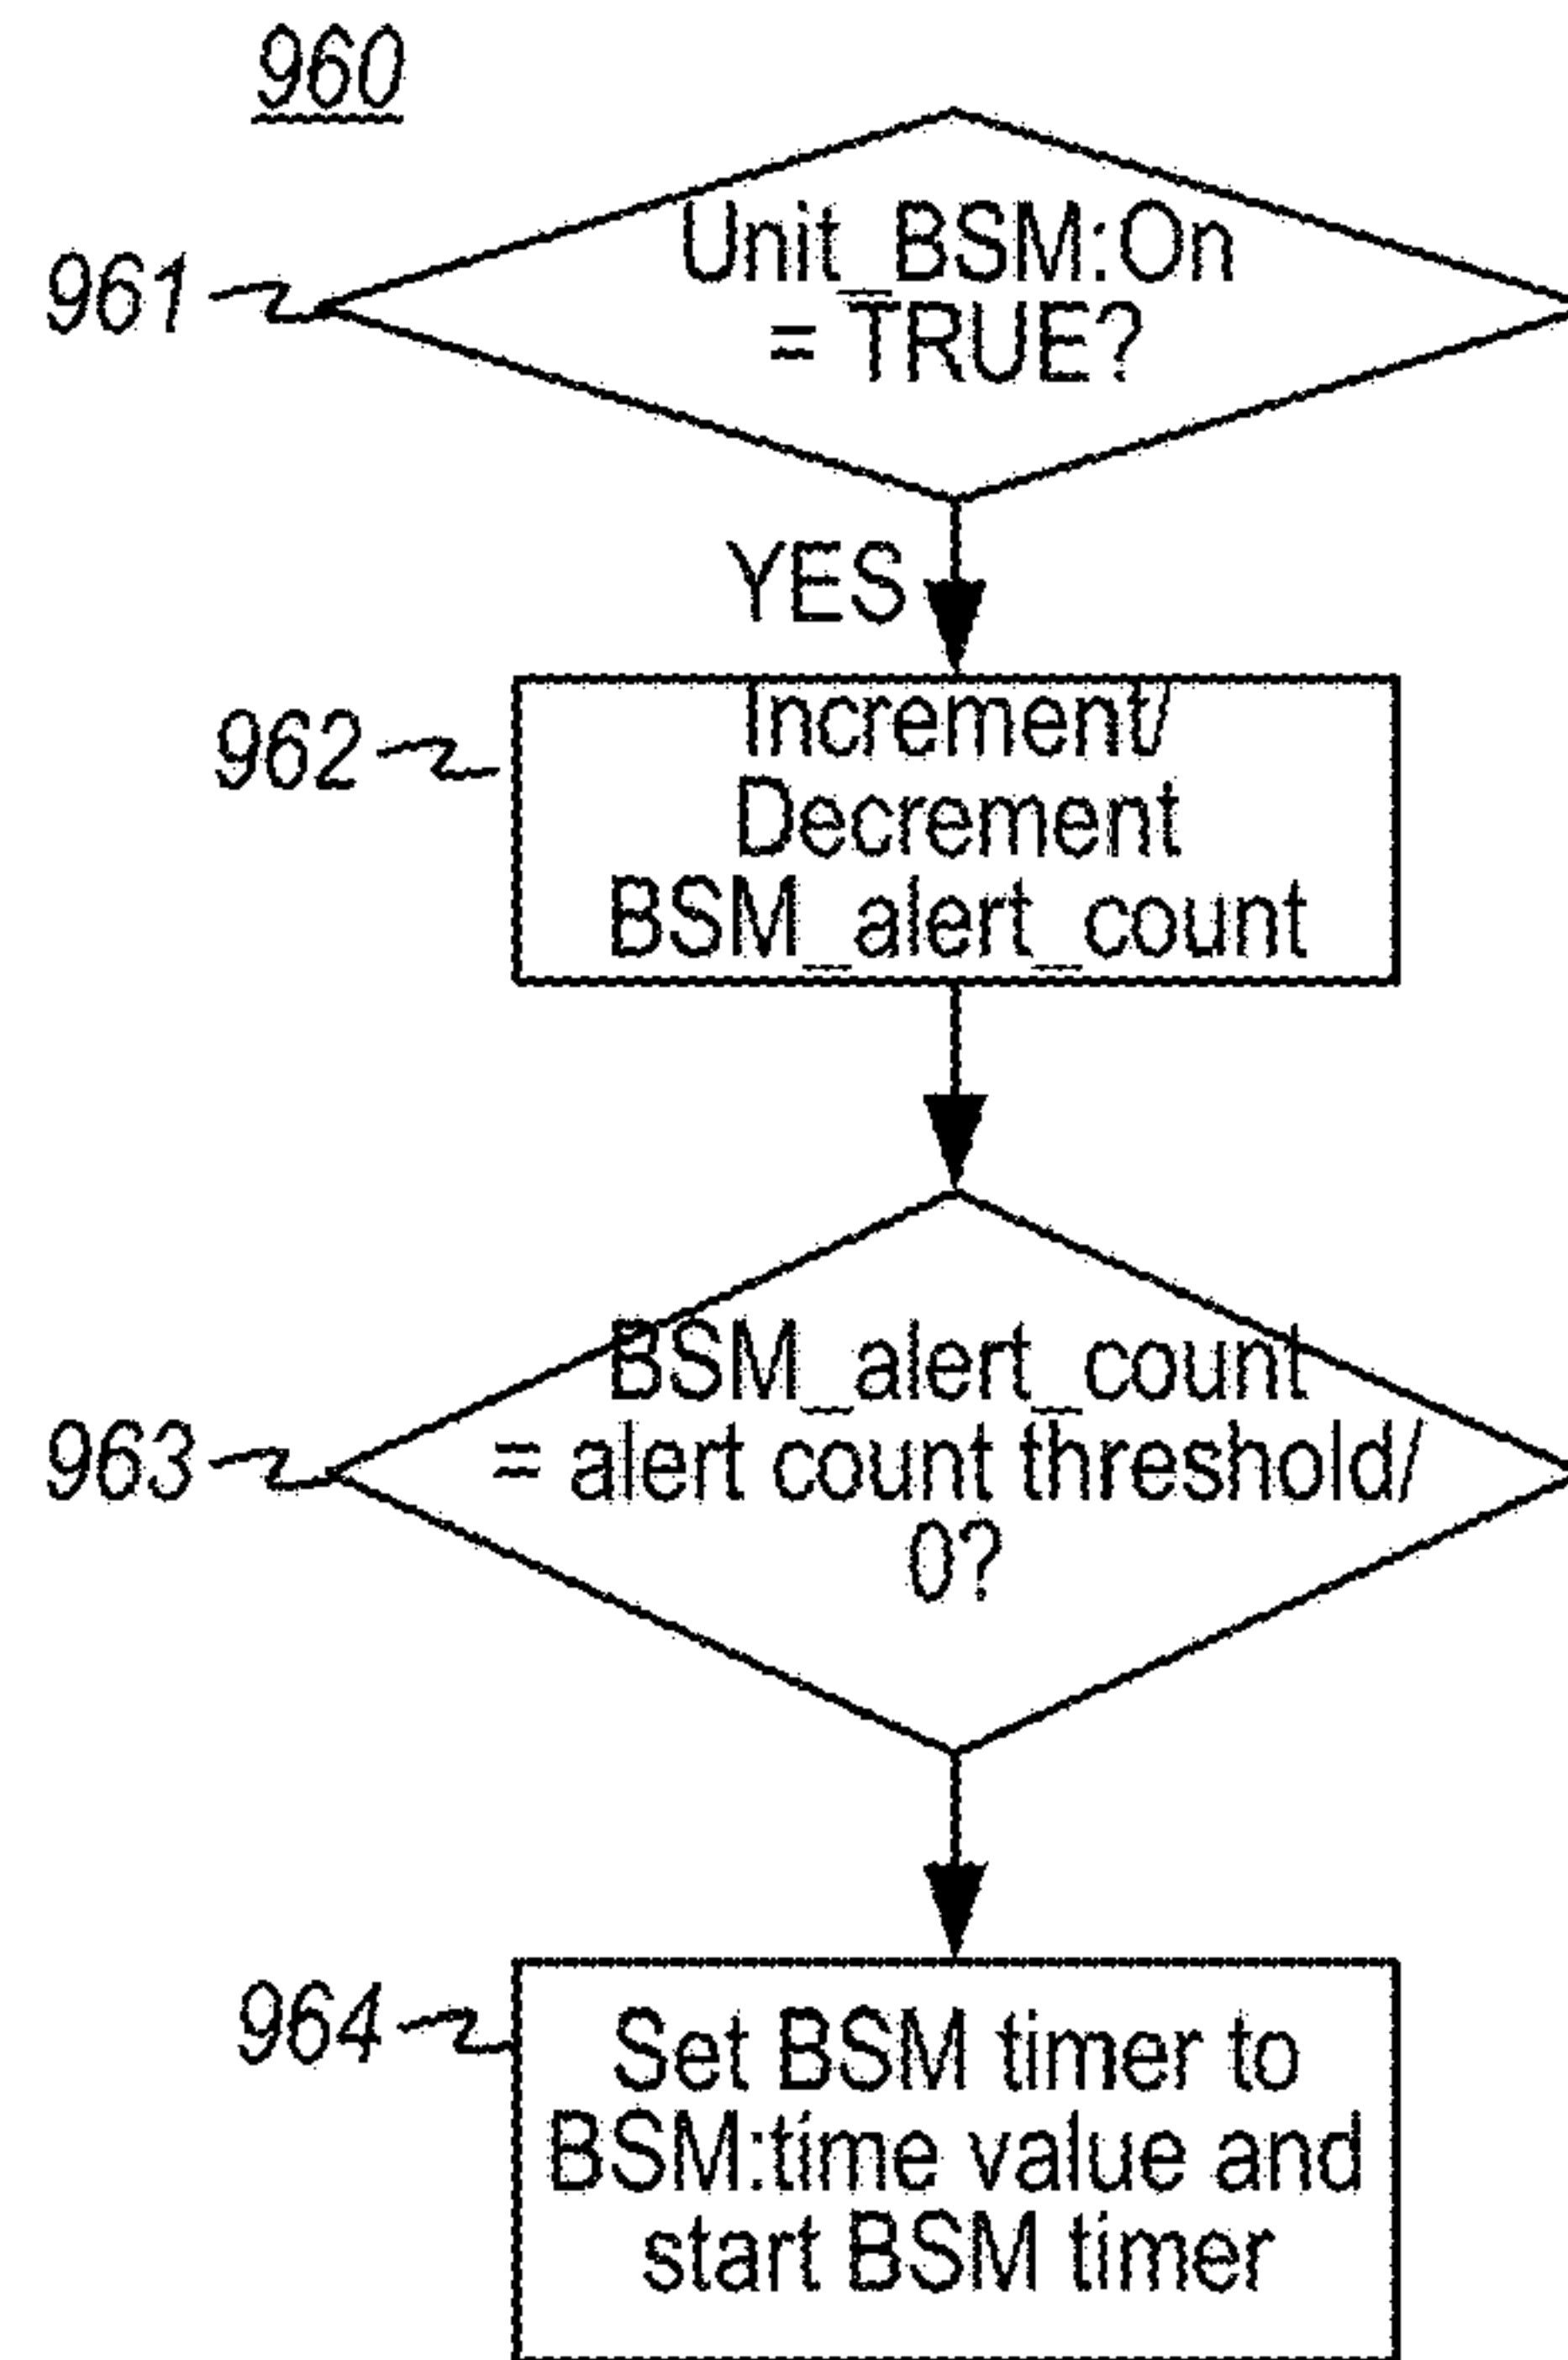 960
961
Unit_BSM:On
= TRUE?
YES
962
Increment/
Decrement
BSM_alert_count
963
BSM_alert_count
= alert count threshold/
0?
964
Set BSM timer to
BSM:time value and
start BSM timer